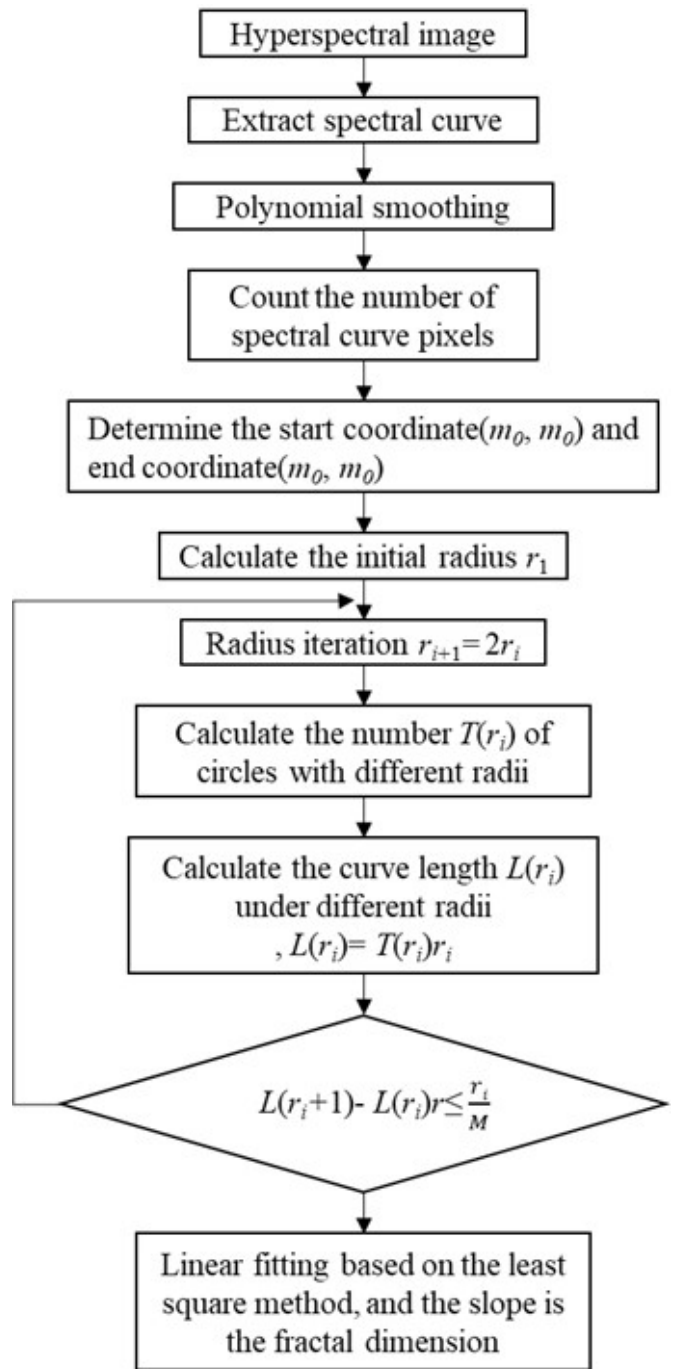 Hyperspectral image
Extract spectral curve
Polynomial smoothing
Count the number of
spectral curve pixels
Determine the start coordinate(m₀, m₀) and
end coordinate(m₀, m₀)
Calculate the initial radius r₁
Radius iteration rᵢ₊₁=2rᵢ
Calculate the number T(rᵢ) of
circles with different radii
Calculate the curve length L(rᵢ)
under different radii
, L(rᵢ)= T(rᵢ)rᵢ
L(rᵢ+1)- L(rᵢ)r≤rᵢ/M
Linear fitting based on the least
square method, and the slope is
the fractal dimension